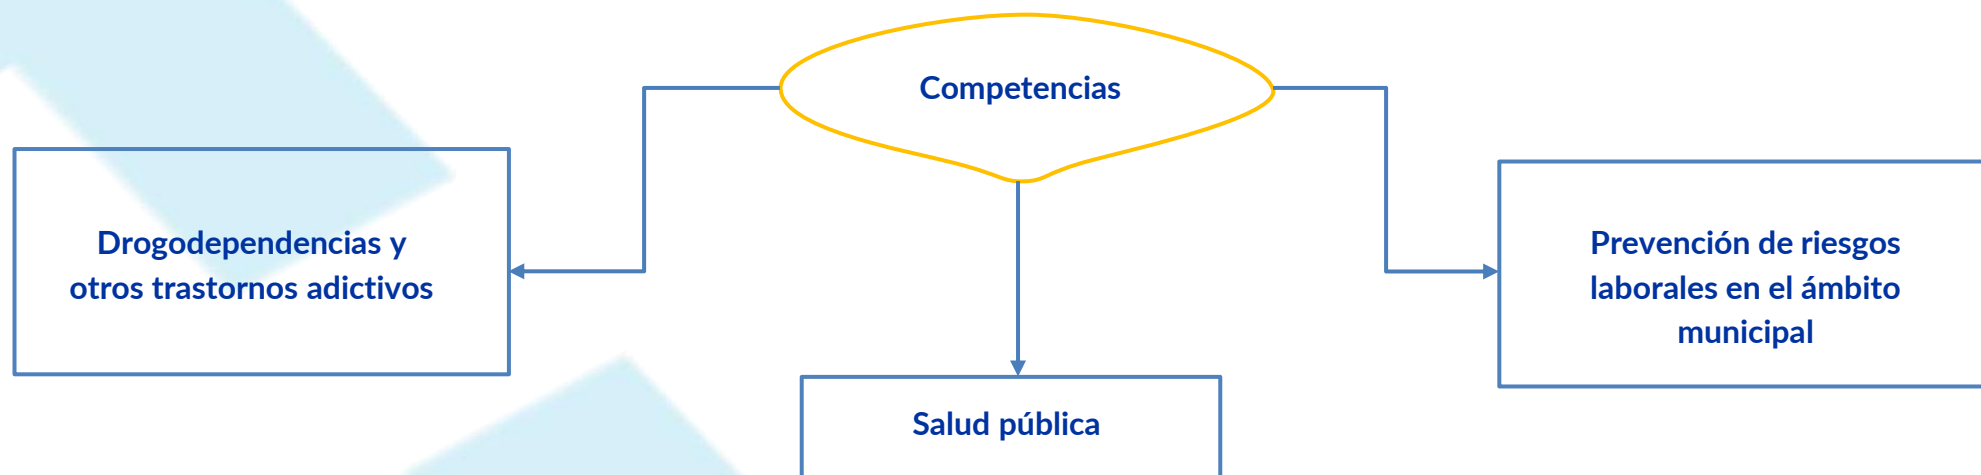 Competencias
Drogodependencias y
otros trastornos adictivos
Prevención de riesgos
laborales en el ámbito
municipal
Salud pública